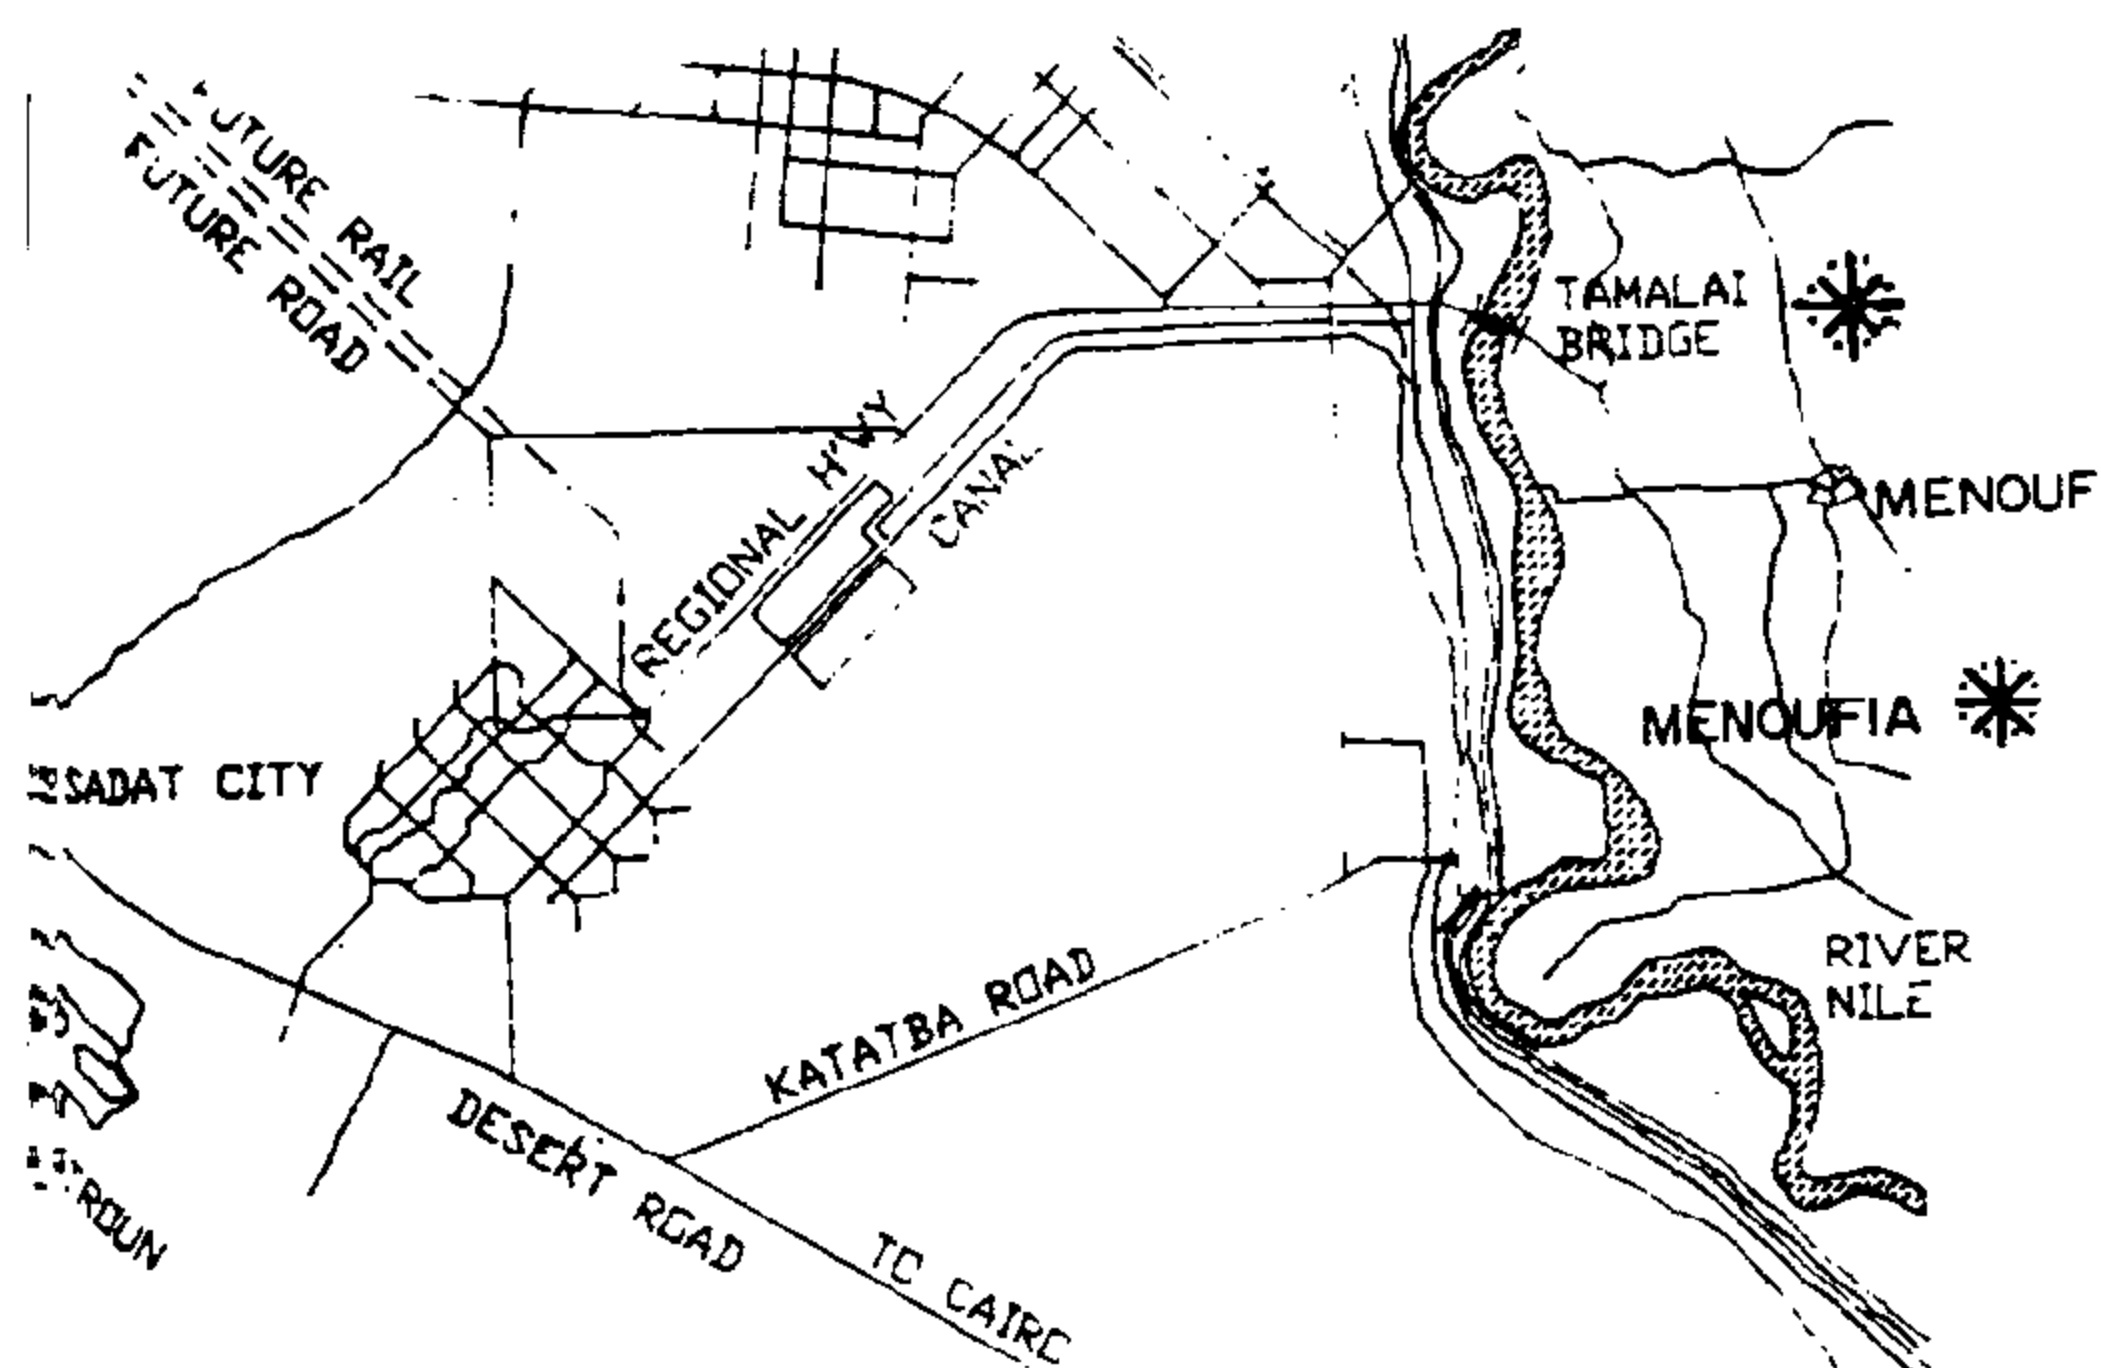 FUTURE RAIL
FUTURE ROAD
TAMALAI
BRIDGE
REGIONAL H'WY
CANAL
MENOUF
MENOUFIA
SADAT CITY
RIVER
NILE
KATATBA ROAD
DESERT ROAD
TO CAIRO
ROUN